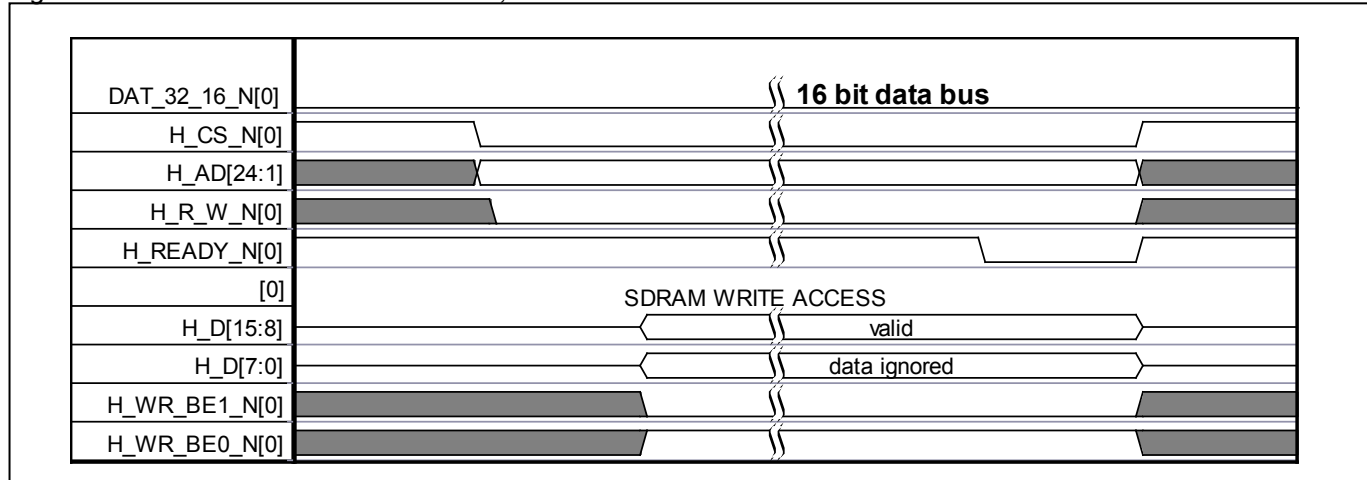 DAT_32_16_N[0] 16 bit data bus
H_CS_N[0]
H_AD[24:1]
H_R_W_N[0]
H_READY_N[0]
[0] SDRAM WRITE ACCESS
H_D[15:8] valid
H_D[7:0] data ignored
H_WR_BE1_N[0]
H_WR_BE0_N[0]